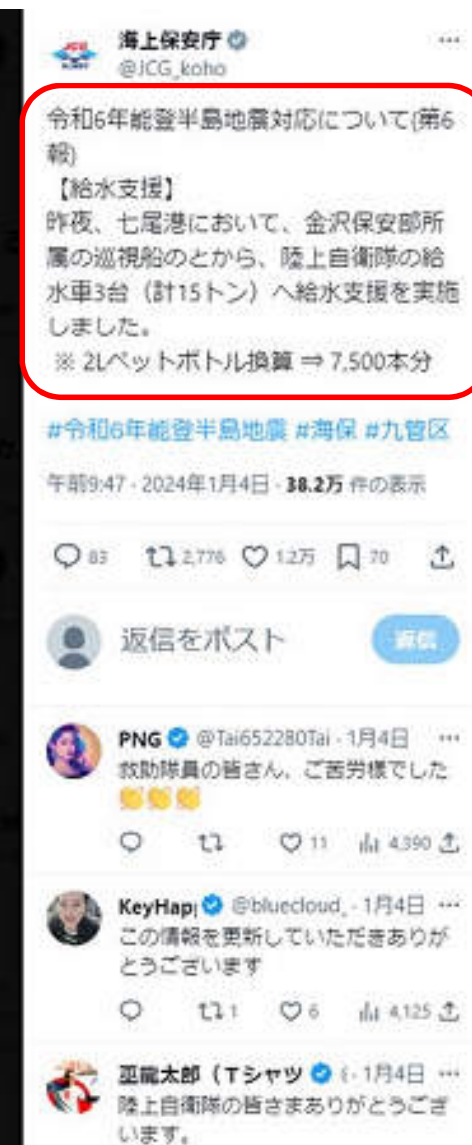 海上保安庁
@JCG_koho
令和6年能登半島地震対応について(第6
報)
【給水支援】
昨夜、七尾港において、金沢保安部所
属の巡視船のとから、陸上自衛隊の給
水車3台（計15トン）へ給水支援を実施
しました。
※ 2Lペットボトル換算 ⇒ 7,500本分
#令和6年能登半島地震 #海保 #九管区
午前9:47 · 2024年1月4日 · 38.2万 件の表示
83 2,776 1.2万 70
返信をポスト
返信
PNG @Tai652280Tai · 1月4日
救助隊員の皆さん、ご苦労様でした
👏👏👏
11 4,390
KeyHap @bluecloud_ · 1月4日
この情報を更新していただきありが
とうございます
1 6 4,125
巫龍太郎（Tシャツ · 1月4日
陸上自衛隊の皆さまありがとうござ
います。